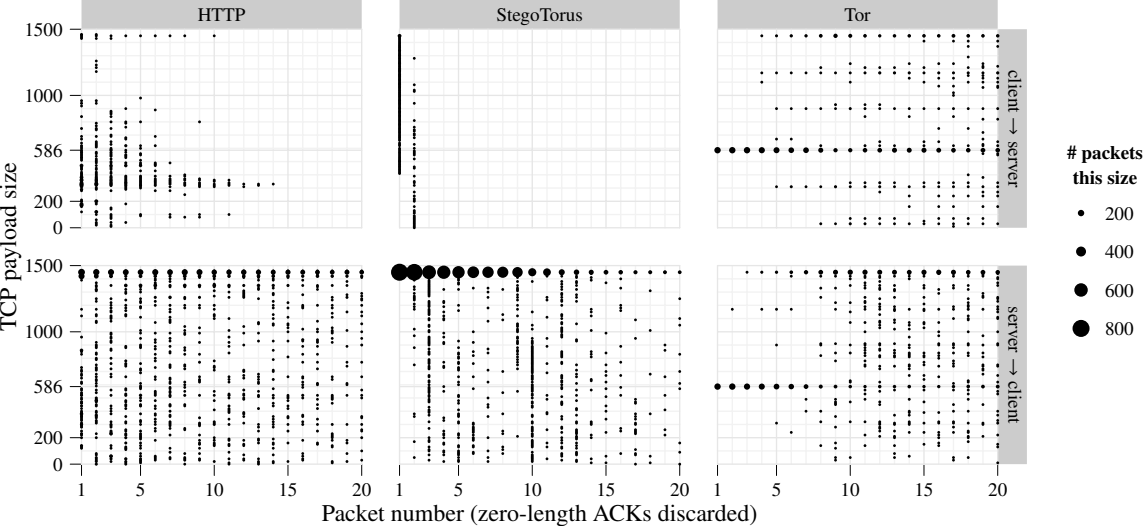 HTTP
StegoTorus
Tor
1500
1000
586
200
0
client → server
TCP payload size
1500
1000
586
200
0
server → client
1 5 10 15 20
1 5 10 15 20
1 5 10 15 20
Packet number (zero-length ACKs discarded)
# packets
this size
200
400
600
800